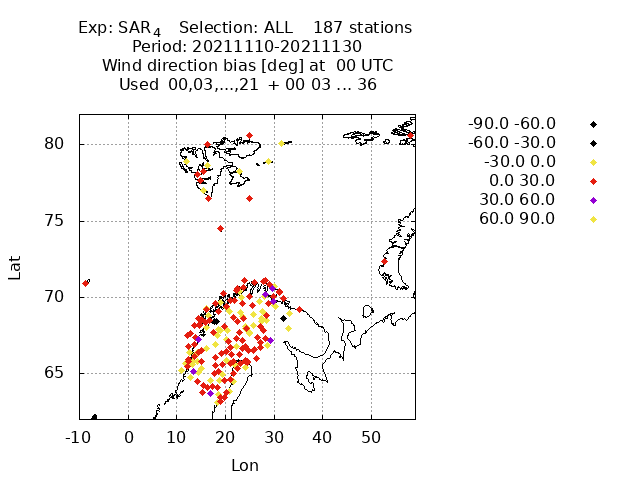 Exp: SAR4 Selection: ALL 187 stations
Period: 20211110-20211130
Wind direction bias [deg] at 00 UTC
Used 00,03,...,21 + 00 03 ... 36
-90.0 -60.0
-60.0 -30.0
-30.0 0.0
0.0 30.0
30.0 60.0
60.0 90.0
80
75
70
65
Lat
-10 0 10 20 30 40 50
Lon